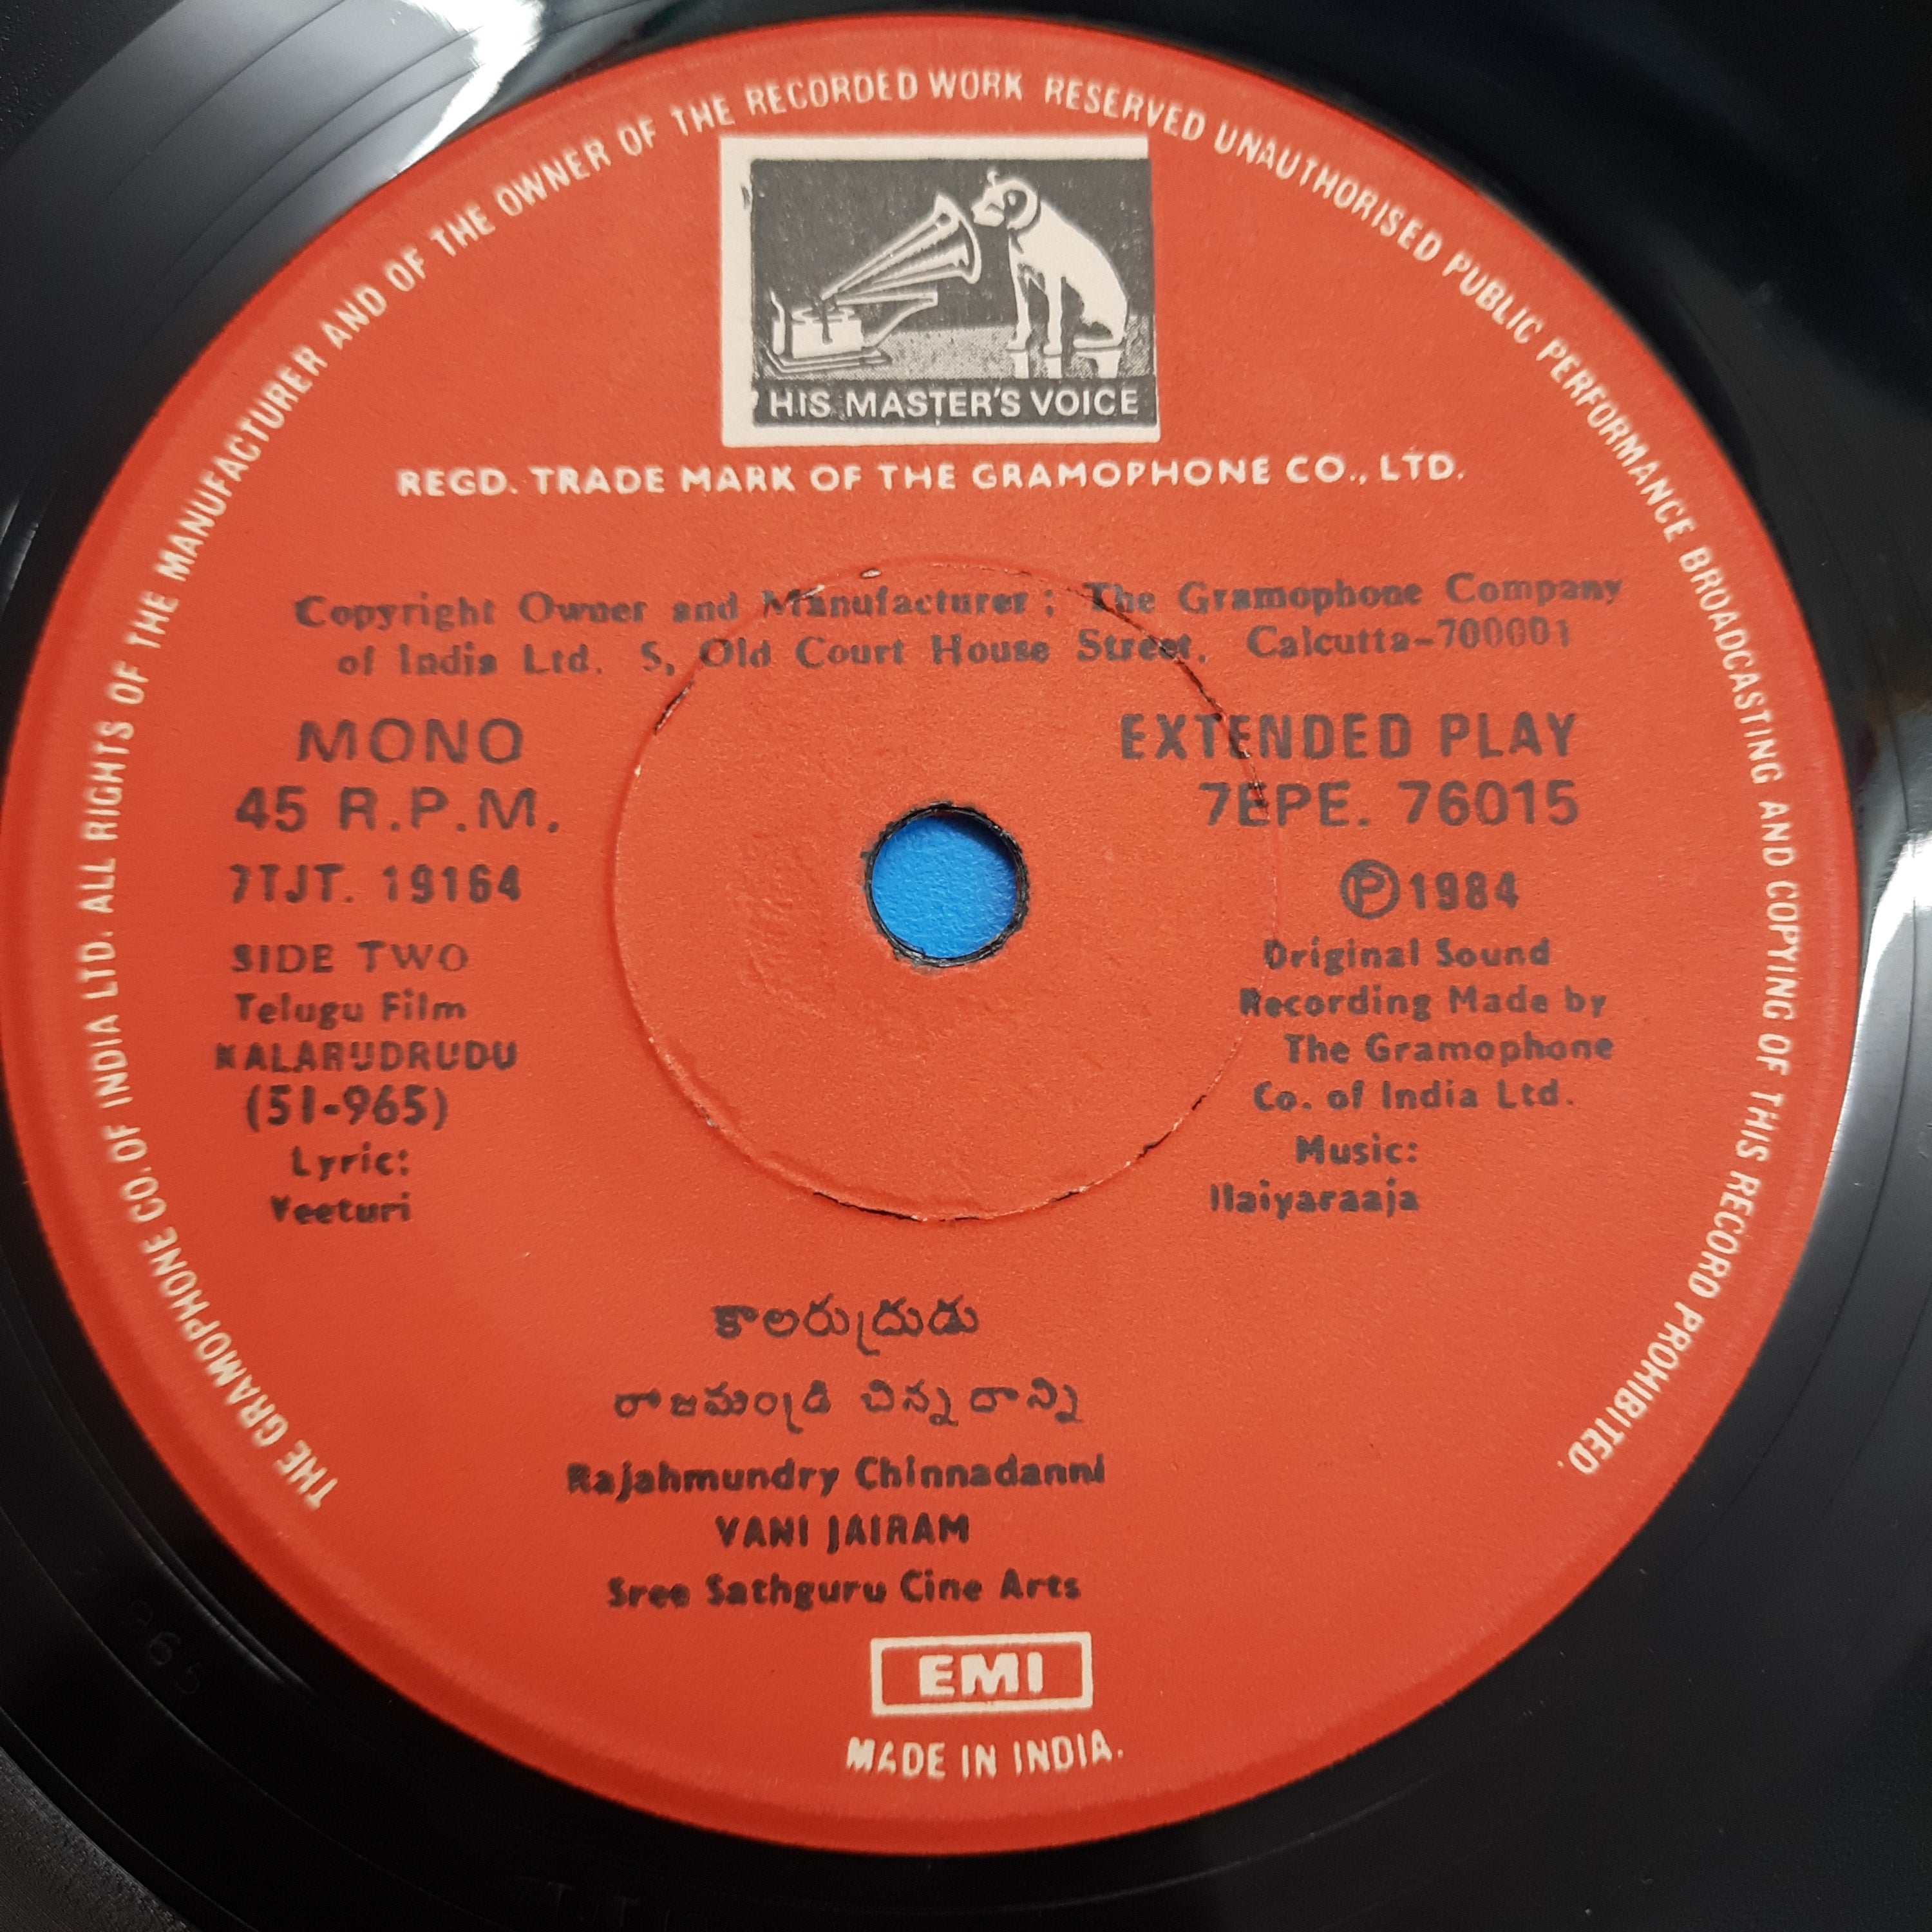 THE GRAMOPHONE CO. OF INDIA LTD. ALL RIGHTS OF THE MANUFACTURER AND OF THE OWNER OF THE RECORDED WORK RESERVED UNAUTHORISED PUBLIC PERFORMANCE BROADCASTING AND COPYING OF THIS RECORD PROHIBITED.
HIS MASTER'S VOICE
REGD. TRADE MARK OF THE GRAMOPHONE CO., LTD.
Copyright Owner and Manufacturer : The Gramophone Company
of India Ltd. 5, Old Court House Street, Calcutta-700001
MONO
45 R.P.M.
7TJT. 19164
SIDE TWO
Telugu Film
KALARUDRUDU
(51-965)
Lyric:
Veeturi
EXTENDED PLAY
7EPE. 76015
Ⓟ1984
Original Sound
Recording Made by
The Gramophone
Co. of India Ltd.
Music:
Ilaiyaraaja
కాలరుద్రుడు
రాజమండ్రి చిన్నదాన్ని
Rajahmundry Chinnadanni
VANI JAIRAM
Sree Sathguru Cine Arts
EMI
MADE IN INDIA.